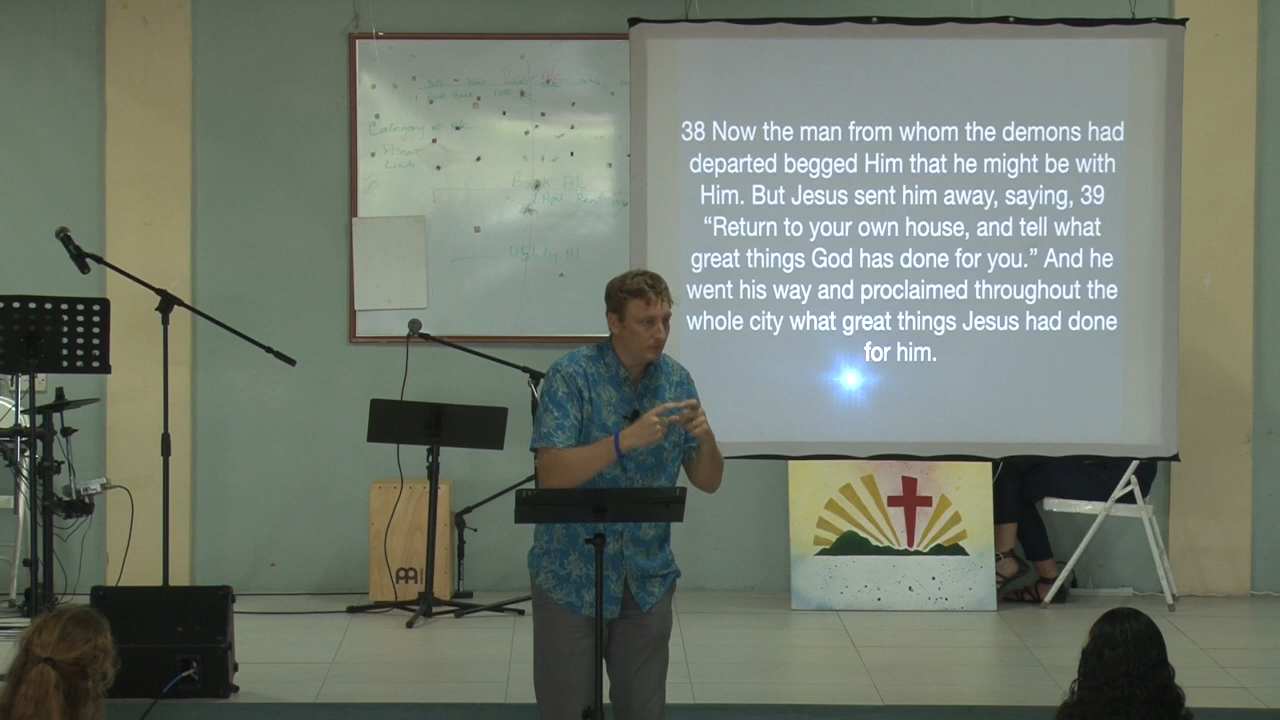 38 Now the man from whom the demons had
departed begged Him that he might be with
Him. But Jesus sent him away, saying, 39
“Return to your own house, and tell what
great things God has done for you.” And he
went his way and proclaimed throughout the
whole city what great things Jesus had done
for him.
Category of